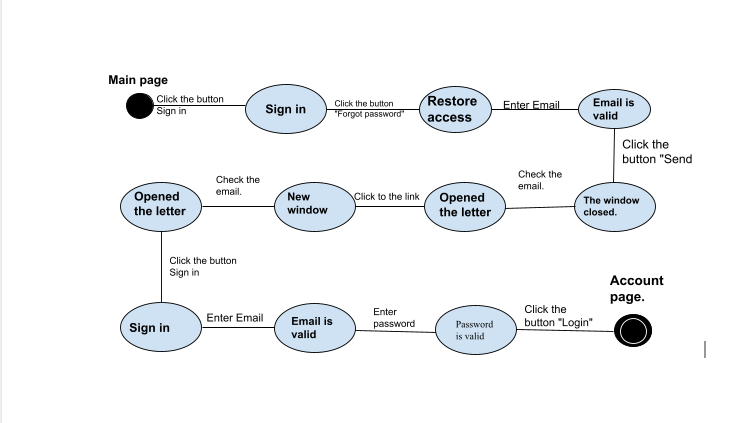 Main page
Click the button
Sign in
Sign in
Click the button
"Forgot password"
Restore
access
Enter Email
Email is
valid
Click the
button "Send
The window
closed.
Check the
email.
Opened
the letter
Click to the link
New
window
Check the
email.
Opened
the letter
Click the button
Sign in
Sign in
Enter Email
Email is
valid
Enter
password
Password
is valid
Click the
button "Login"
Account
page.